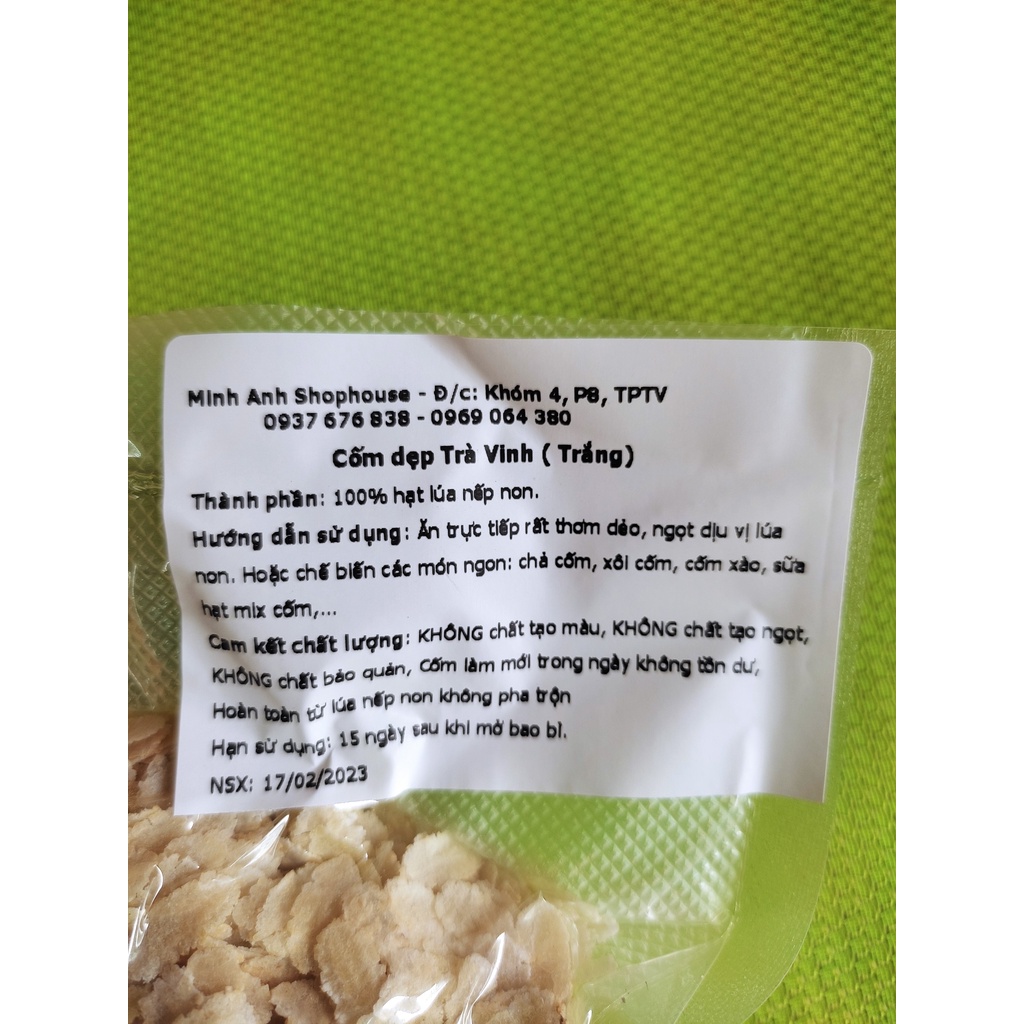 Minh Anh Shophouse - Đ/c: Khóm 4, P8, TPTV
0937 676 838 - 0969 064 380
Cốm dẹp Trà Vinh ( Trắng)
Thành phần: 100% hạt lúa nếp non.
Hướng dẫn sử dụng: Ăn trực tiếp rất thơm dẻo, ngọt dịu vị lúa
non. Hoặc chế biến các món ngon: chả cốm, xôi cốm, cốm xào, sữa
hạt mix cốm,...
Cam kết chất lượng: KHÔNG chất tạo màu, KHÔNG chất tạo ngọt,
KHÔNG chất bảo quản, Cốm làm mới trong ngày không tồn dư,
Hoàn toàn từ lúa nếp non không pha trộn
Hạn sử dụng: 15 ngày sau khi mở bao bì.
NSX: 17/02/2023